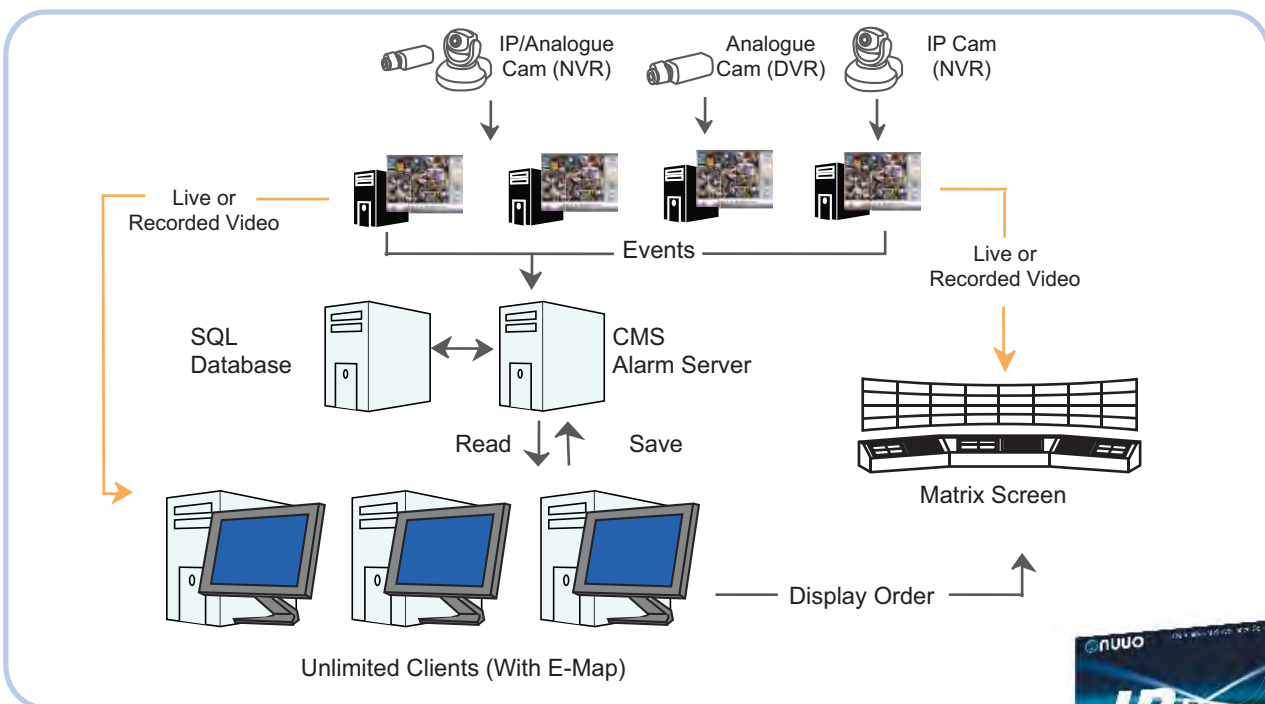 IP/Analogue
Cam (NVR)
Analogue
Cam (DVR)
IP Cam
(NVR)
Live or
Recorded Video
Events
Live or
Recorded Video
SQL
Database
CMS
Alarm Server
Read
Save
Matrix Screen
Display Order
Unlimited Clients (With E-Map)
nuuo
IP